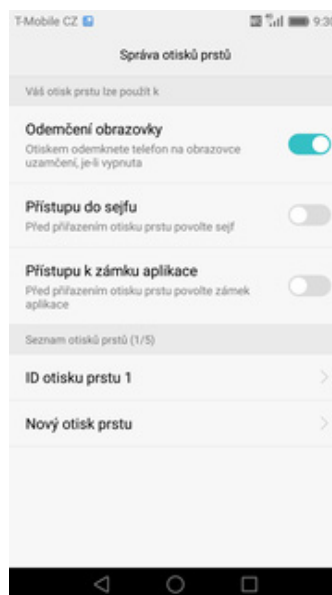 T-Mobile CZ
9:30
Správa otisků prstů
Váš otisk prstu lze použít k
Odemčení obrazovky
Otiskem odemknete telefon na obrazovce
uzamčení, je-li vypnuta
Přístupu do sejfu
Před přiřazením otisku prstu povolte sejf
Přístupu k zámku aplikace
Před přiřazením otisku prstu povolte zámek
aplikace
Seznam otisků prstů (1/5)
ID otisku prstu 1
Nový otisk prstu